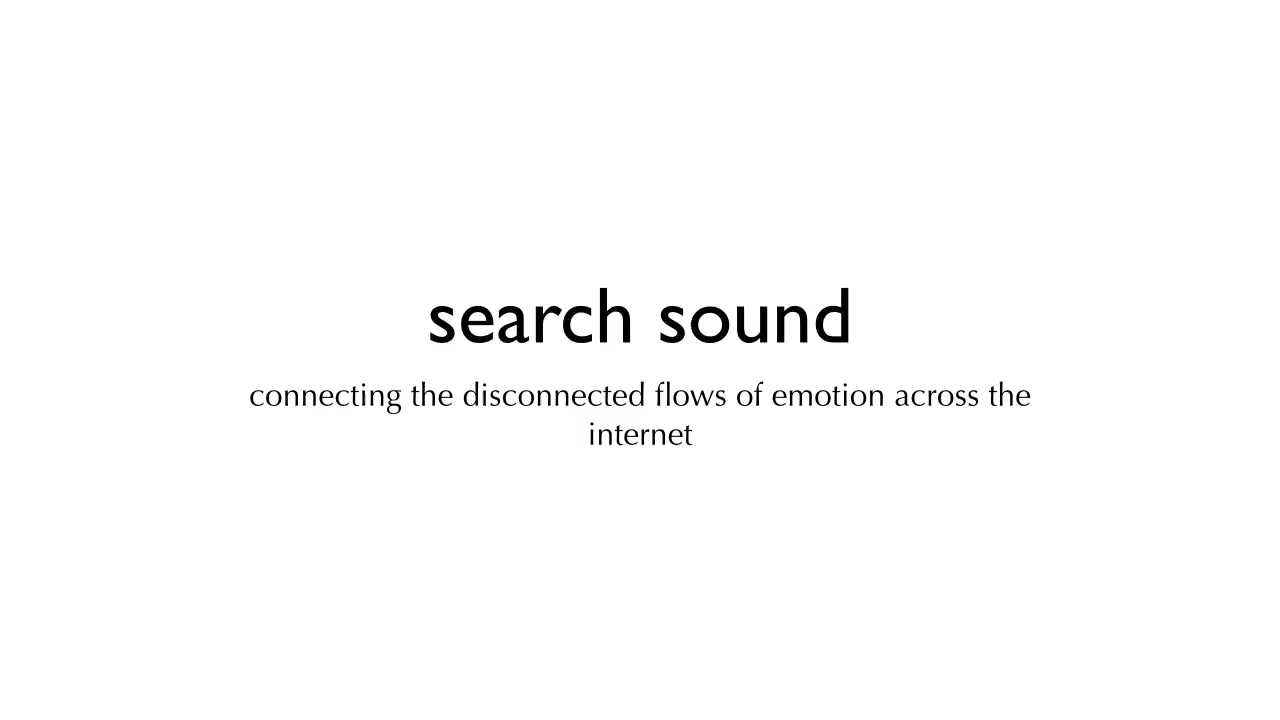 search sound
connecting the disconnected flows of emotion across the
internet